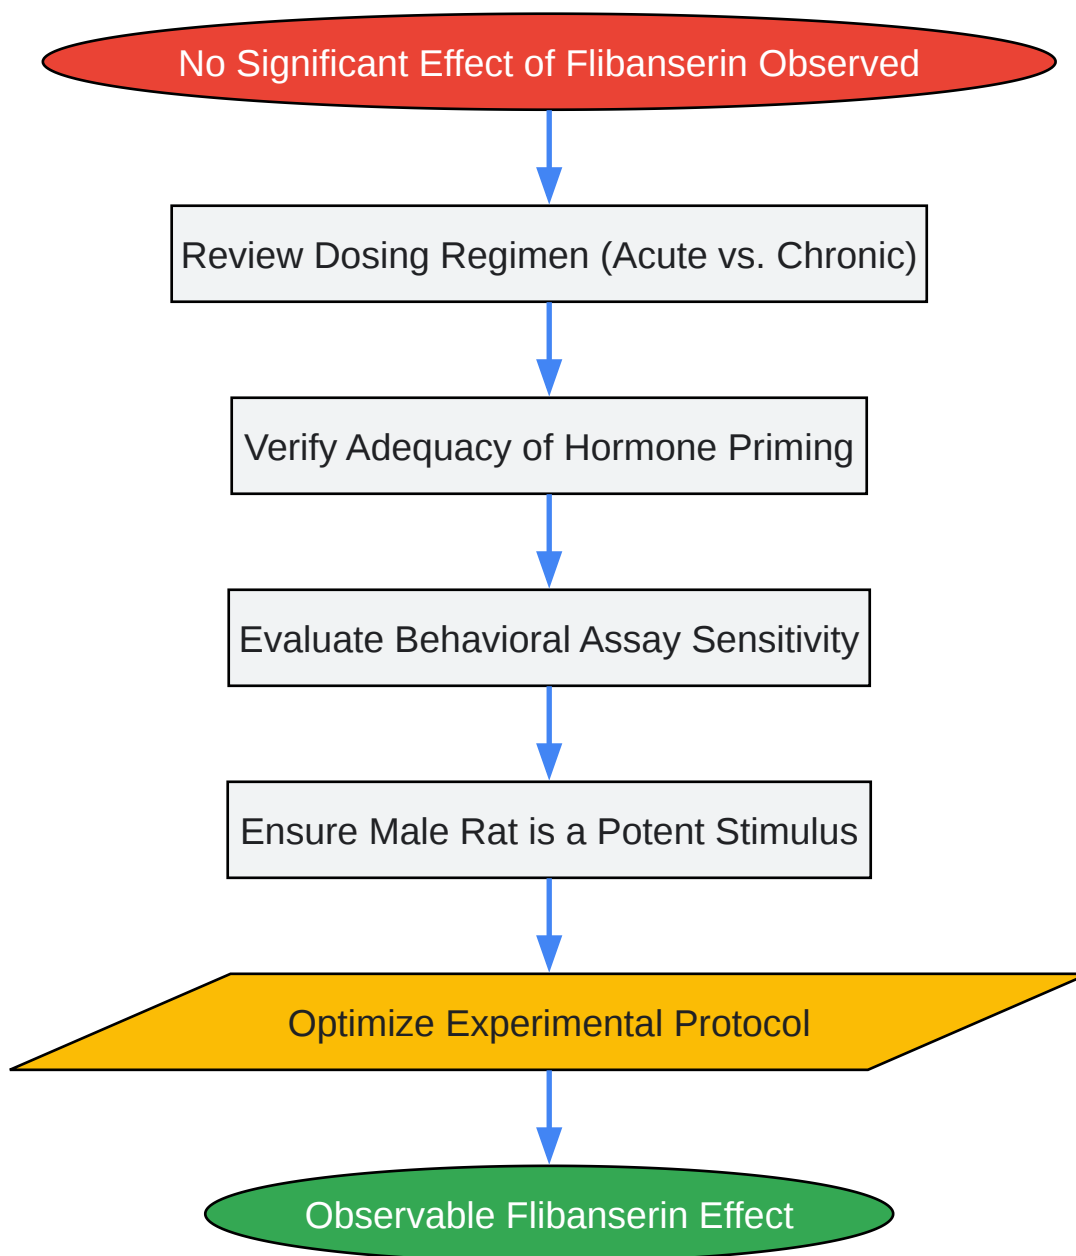 No Significant Effect of Flibanserin Observed
Review Dosing Regimen (Acute vs. Chronic)
Verify Adequacy of Hormone Priming
Evaluate Behavioral Assay Sensitivity
Ensure Male Rat is a Potent Stimulus
Optimize Experimental Protocol
Observable Flibanserin Effect